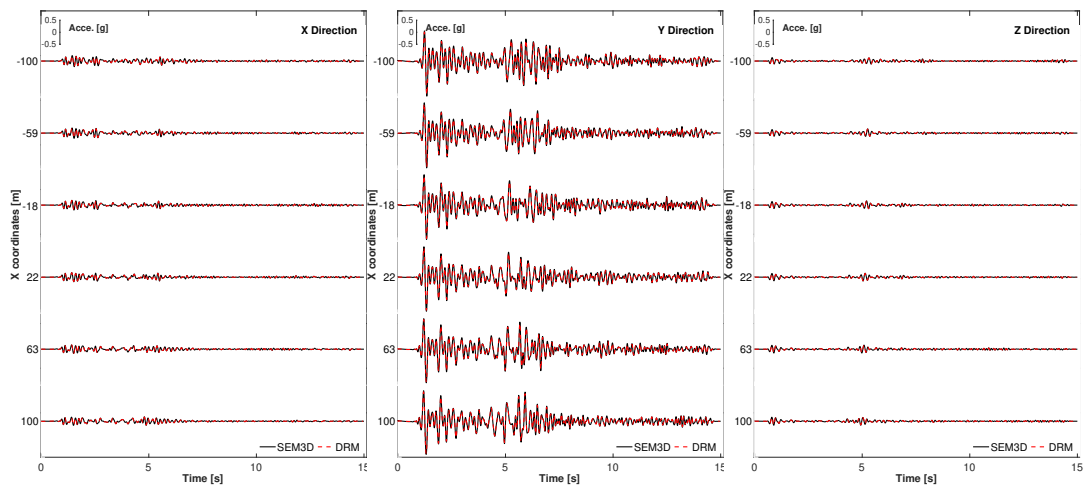 0.5
0
-0.5
Acce. [g]
X Direction
-100
-59
-18
22
63
100
X coordinates [m]
SEM3D
DRM
0
5
10
15
Time [s]
0.5
0
-0.5
Acce. [g]
Y Direction
-100
-59
-18
22
63
100
X coordinates [m]
SEM3D
DRM
0
5
10
15
Time [s]
0.5
0
-0.5
Acce. [g]
Z Direction
-100
-59
-18
22
63
100
X coordinates [m]
SEM3D
DRM
0
5
10
15
Time [s]